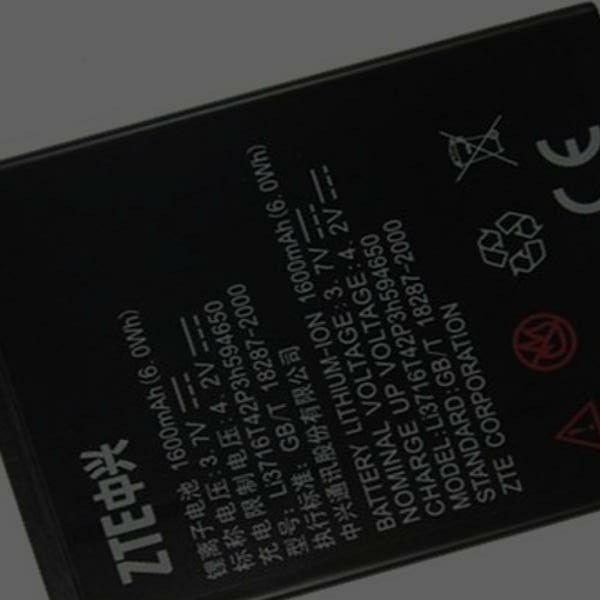 ZTE中兴
锂离子电池 1600mAh(6.0Wh)
标称电压:3.7V
充电限制电压:4.2V
型号: Li3716T42P3h594650
执行标准: GB/T 18287-2000
中兴通讯股份有限公司
BATTERY LITHIUM-ION 1600mAh(6.0Wh)
NOMINAL VOLTAGE:3.7V
CHARGE UP VOLTAGE:4.2V
MODEL:Li3716T42P3h594650
STANDARD:GB/T 18287-2000
ZTE CORPORATION
CE